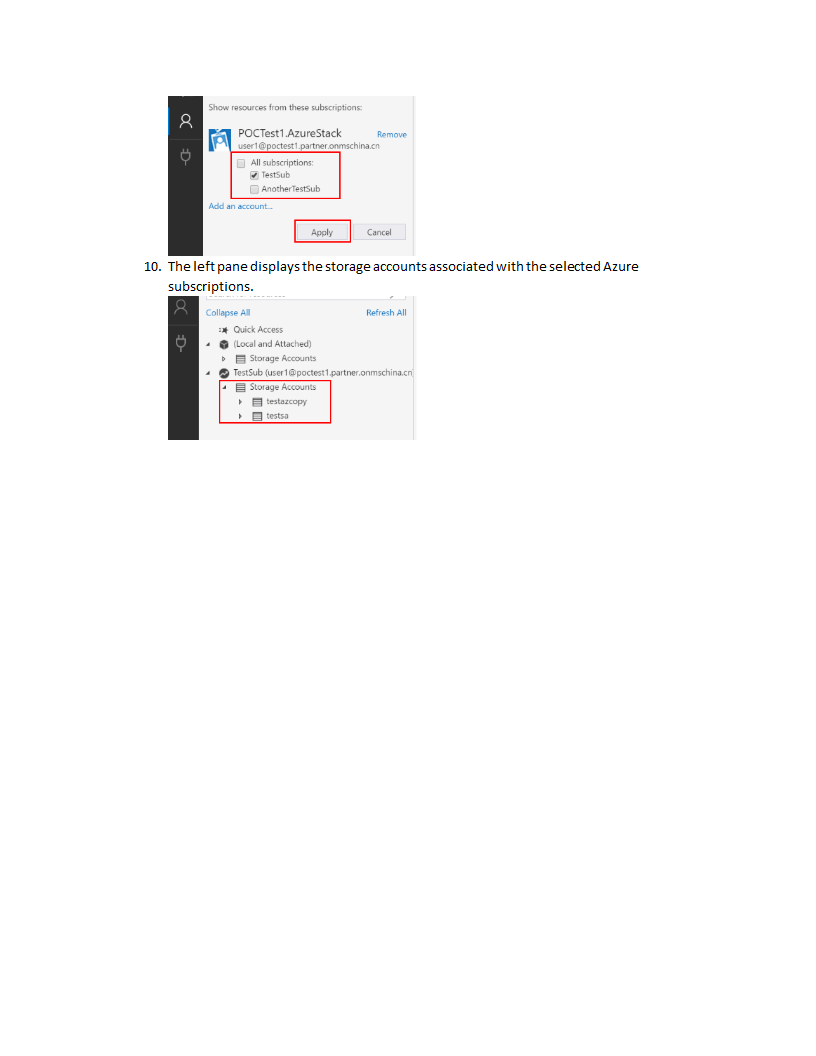 Show resources from these subscriptions:
POCTest1.AzureStack
Remove
user1@poctest1.partner.onmschina.cn
All subscriptions:
TestSub
AnotherTestSub
Add an account...
Apply
Cancel
10. The left pane displays the storage accounts associated with the selected Azure
subscriptions.
Collapse All
Refresh All
Quick Access
(Local and Attached)
Storage Accounts
TestSub (user1@poctest1.partner.onmschina.cn
Storage Accounts
testazcopy
testsa